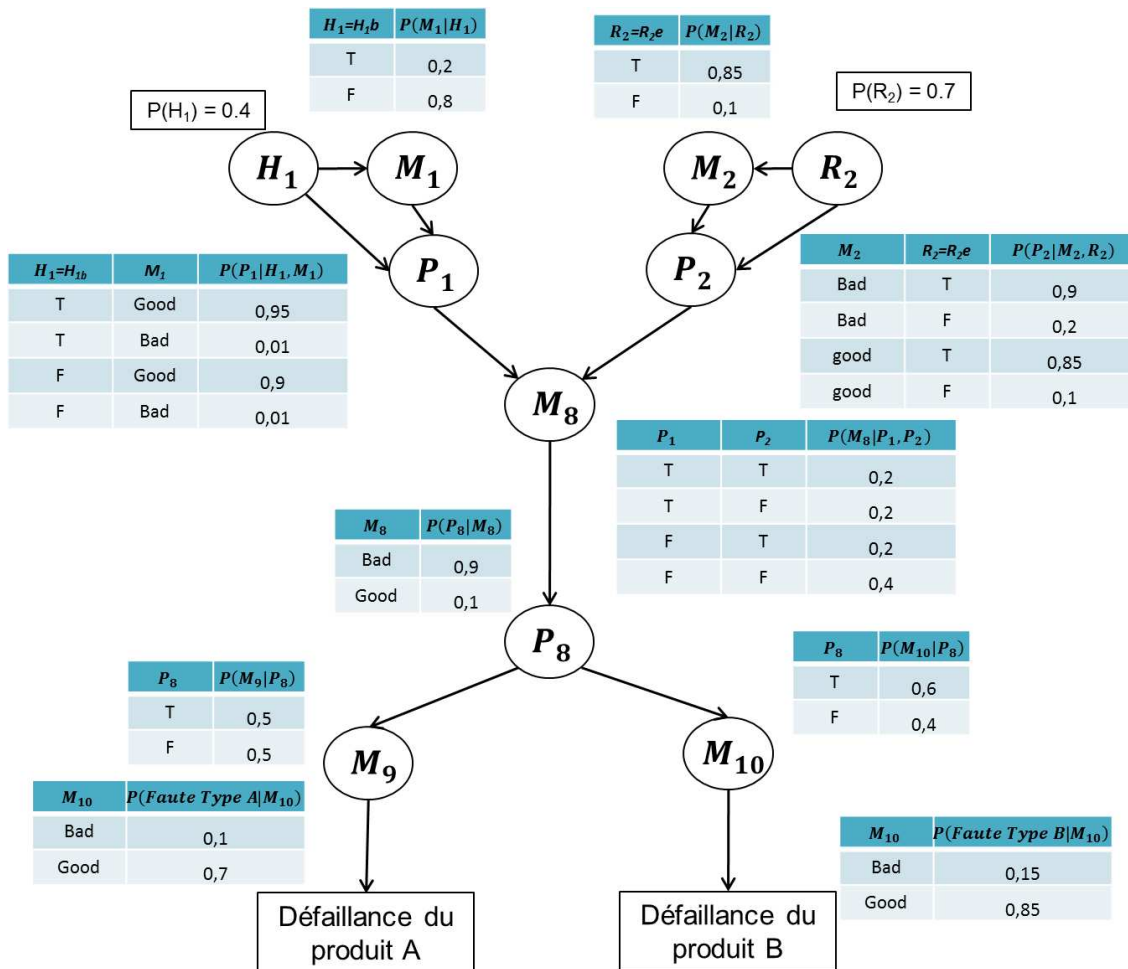 H₁=H₁b P(M₁|H₁)
T 0,2
F 0,8
R₂=R₂e P(M₂|R₂)
T 0,85
F 0,1
P(H₁) = 0.4
P(R₂) = 0.7
H₁ M₁ M₂ R₂
P₁ P₂
H₁=H₁b M₁ P(P₁|H₁, M₁)
T Good 0,95
T Bad 0,01
F Good 0,9
F Bad 0,01
M₂ R₂=R₂e P(P₂|M₂, R₂)
Bad T 0,9
Bad F 0,2
good T 0,85
good F 0,1
M₈
P₁ P₂ P(M₈|P₁, P₂)
T T 0,2
T F 0,2
F T 0,2
F F 0,4
M₈ P(P₈|M₈)
Bad 0,9
Good 0,1
P₈
P₈ P(M₉|P₈)
T 0,5
F 0,5
P₈ P(M₁₀|P₈)
T 0,6
F 0,4
M₉ M₁₀
M₁₀ P(Faute Type A|M₁₀)
Bad 0,1
Good 0,7
M₁₀ P(Faute Type B|M₁₀)
Bad 0,15
Good 0,85
Défaillance du
produit A
Défaillance du
produit B